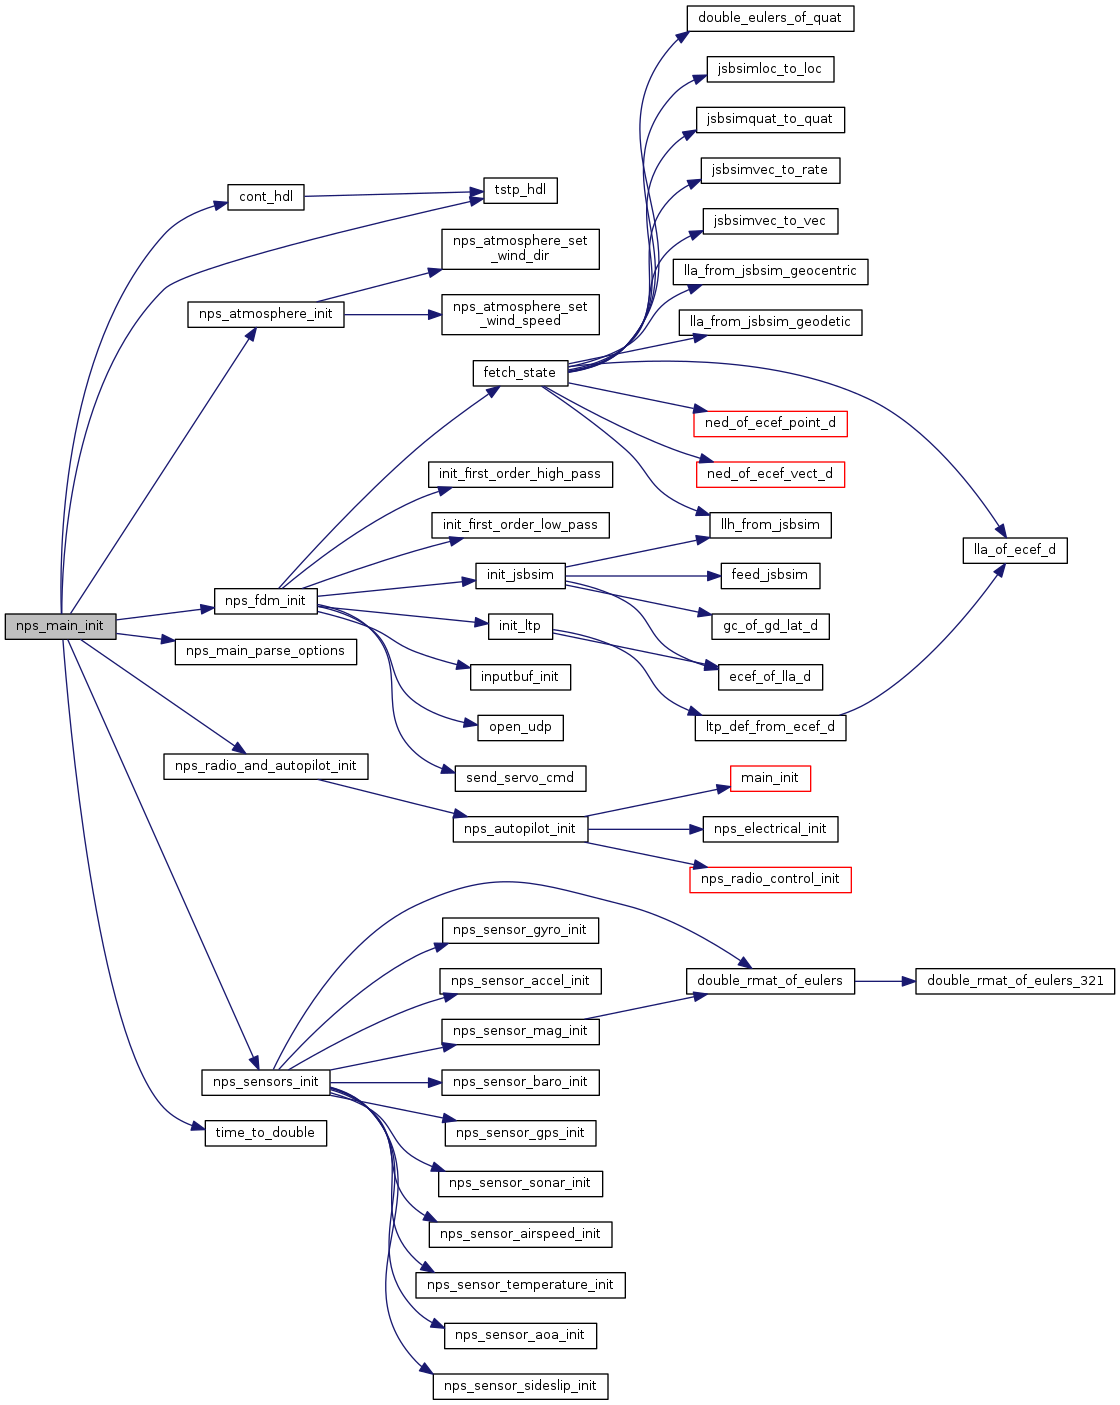 double_eulers_of_quat
jsbsimloc_to_loc
jsbsimquat_to_quat
jsbsimvec_to_rate
cont_hdl
tstp_hdl
jsbsimvec_to_vec
nps_atmosphere_set
_wind_dir
lla_from_jsbsim_geocentric
nps_atmosphere_init
nps_atmosphere_set
_wind_speed
lla_from_jsbsim_geodetic
fetch_state
ned_of_ecef_point_d
init_first_order_high_pass
ned_of_ecef_vect_d
init_first_order_low_pass
llh_from_jsbsim
lla_of_ecef_d
init_jsbsim
feed_jsbsim
nps_fdm_init
nps_main_init
init_ltp
gc_of_gd_lat_d
nps_main_parse_options
inputbuf_init
ecef_of_lla_d
open_udp
ltp_def_from_ecef_d
nps_radio_and_autopilot_init
send_servo_cmd
main_init
nps_autopilot_init
nps_electrical_init
nps_radio_control_init
nps_sensor_gyro_init
nps_sensor_accel_init
double_rmat_of_eulers
double_rmat_of_eulers_321
nps_sensor_mag_init
nps_sensors_init
nps_sensor_baro_init
time_to_double
nps_sensor_gps_init
nps_sensor_sonar_init
nps_sensor_airspeed_init
nps_sensor_temperature_init
nps_sensor_aoa_init
nps_sensor_sideslip_init